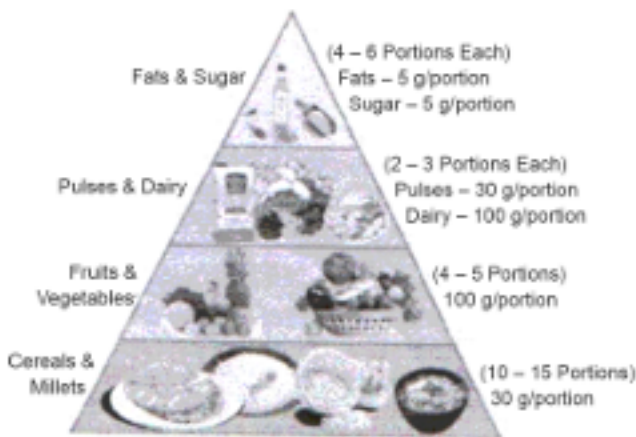 Fats & Sugar
(4 – 6 Portions Each)
Fats – 5 g/portion
Sugar – 5 g/portion
Pulses & Dairy
(2 – 3 Portions Each)
Pulses – 30 g/portion
Dairy – 100 g/portion
Fruits &
Vegetables
(4 – 5 Portions)
100 g/portion
Cereals &
Millets
(10 – 15 Portions)
30 g/portion